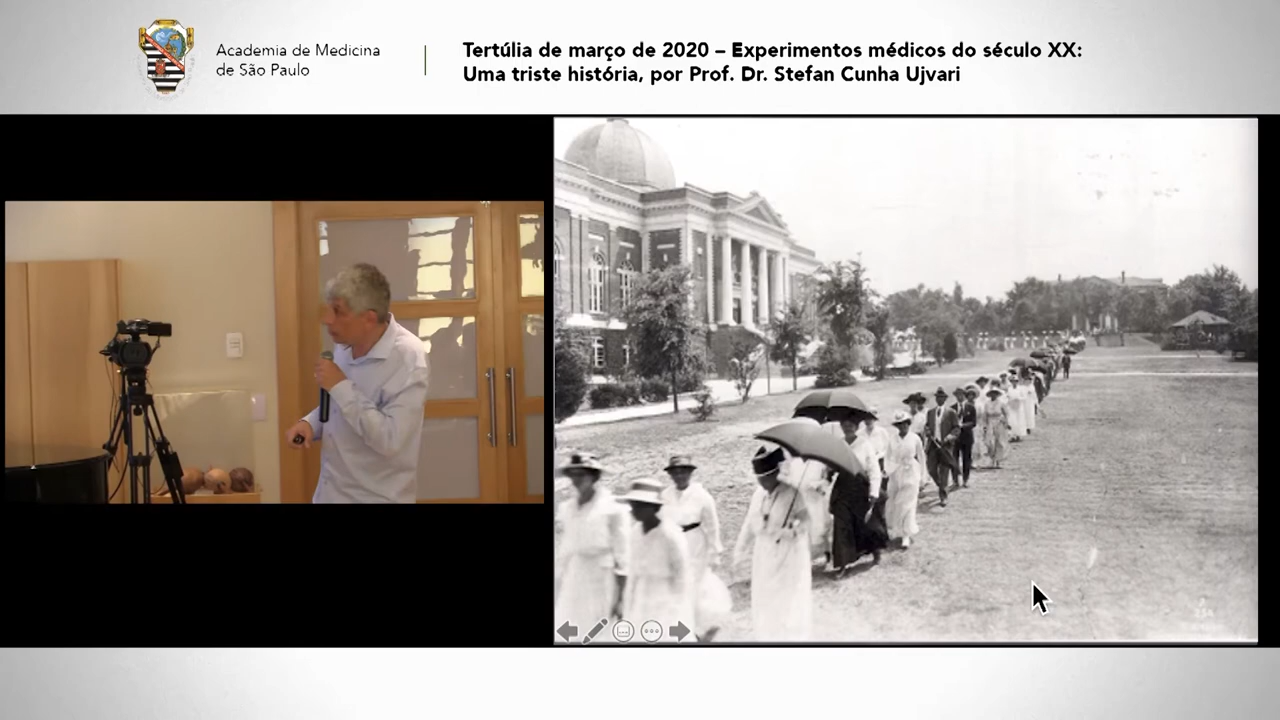 Academia de Medicina
de São Paulo
Tertúlia de março de 2020 – Experimentos médicos do século XX:
Uma triste história, por Prof. Dr. Stefan Cunha Ujvari